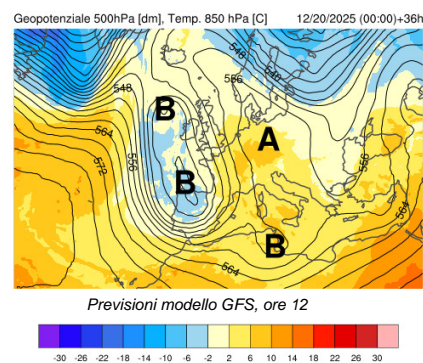 Geopotenziale 500hPa [dm], Temp. 850 hPa [C] 12/20/2025 (00:00)+36h
548
548
556
548
564
556
572
556
564
564
B
A
B
B
Previsioni modello GFS, ore 12
-30 -26 -22 -18 -14 -10 -6 -2 2 6 10 14 18 22 26 30